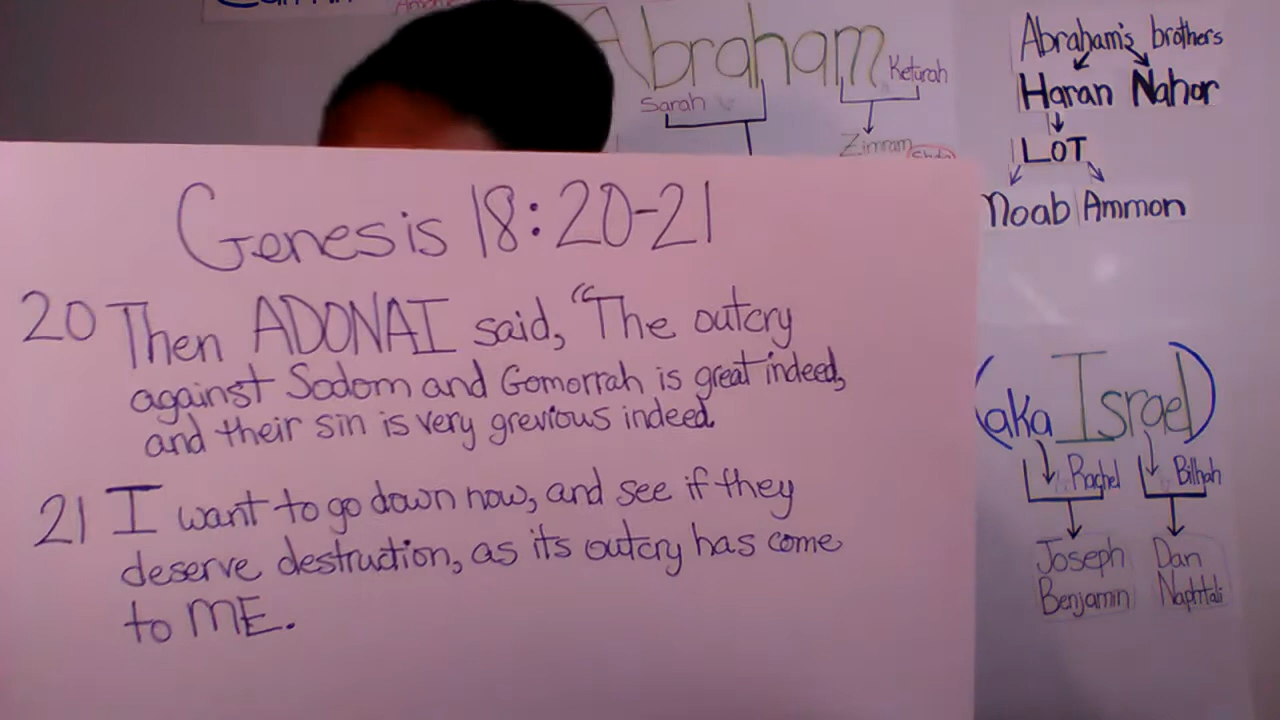 Abraham
Keturah
Sarah
Zimram
Abraham's brothers
Haran Nahor
LOT
Moab Ammon
Genesis 18:20-21
20 Then ADONAI said, "The outcry
against Sodom and Gomorrah is great indeed,
and their sin is very grevious indeed.
21 I want to go down now, and see if they
deserve destruction, as its outcry has come
to ME.
(aka Israel)
Rachel
Bilhah
Joseph
Benjamin
Dan
Naphtali